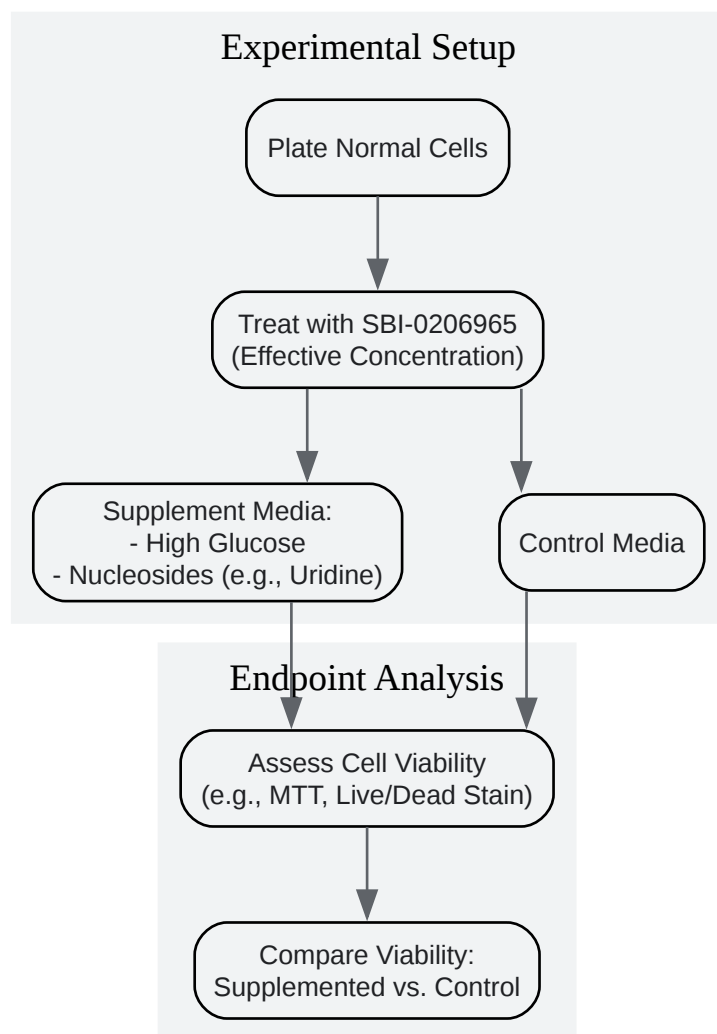 Experimental Setup
Plate Normal Cells
Treat with SBI-0206965
(Effective Concentration)
Supplement Media:
- High Glucose
- Nucleosides (e.g., Uridine)
Control Media
Endpoint Analysis
Assess Cell Viability
(e.g., MTT, Live/Dead Stain)
Compare Viability:
Supplemented vs. Control